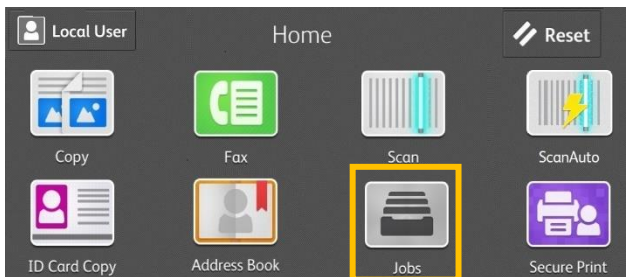 Local User
Home
Reset
Copy
Fax
Scan
ScanAuto
ID Card Copy
Address Book
Jobs
Secure Print